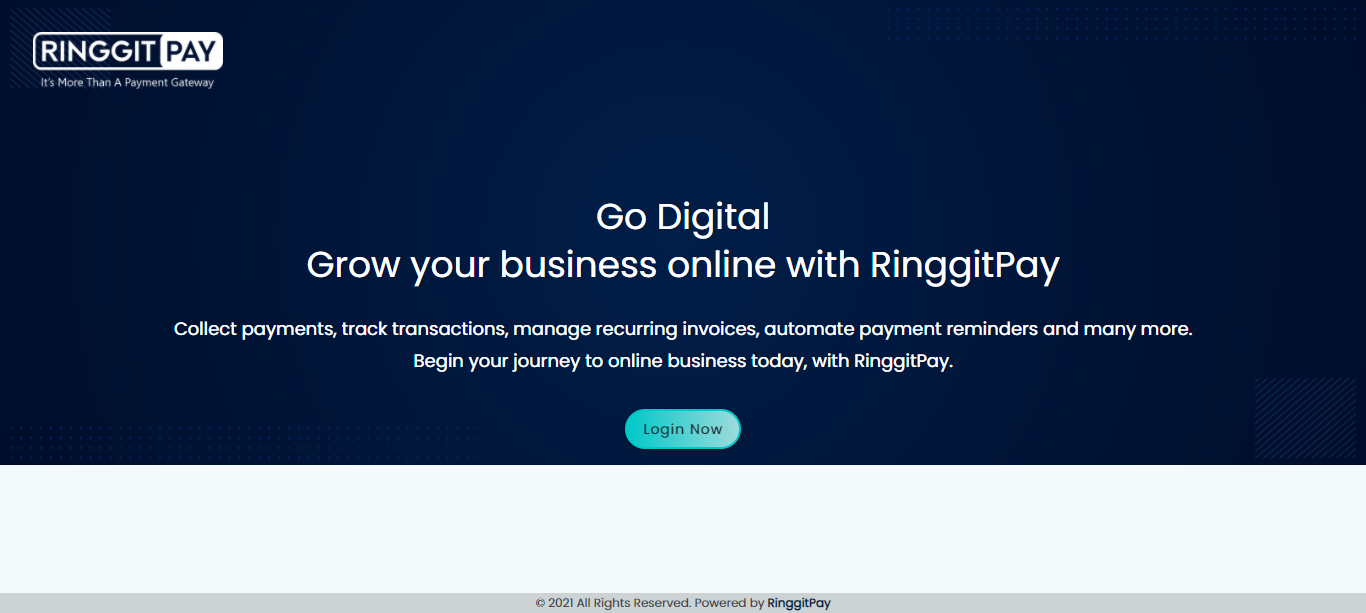 RINGGIT PAY
It's More Than A Payment Gateway
Go Digital
Grow your business online with RinggitPay
Collect payments, track transactions, manage recurring invoices, automate payment reminders and many more.
Begin your journey to online business today, with RinggitPay.
Login Now
© 2021 All Rights Reserved. Powered by RinggitPay